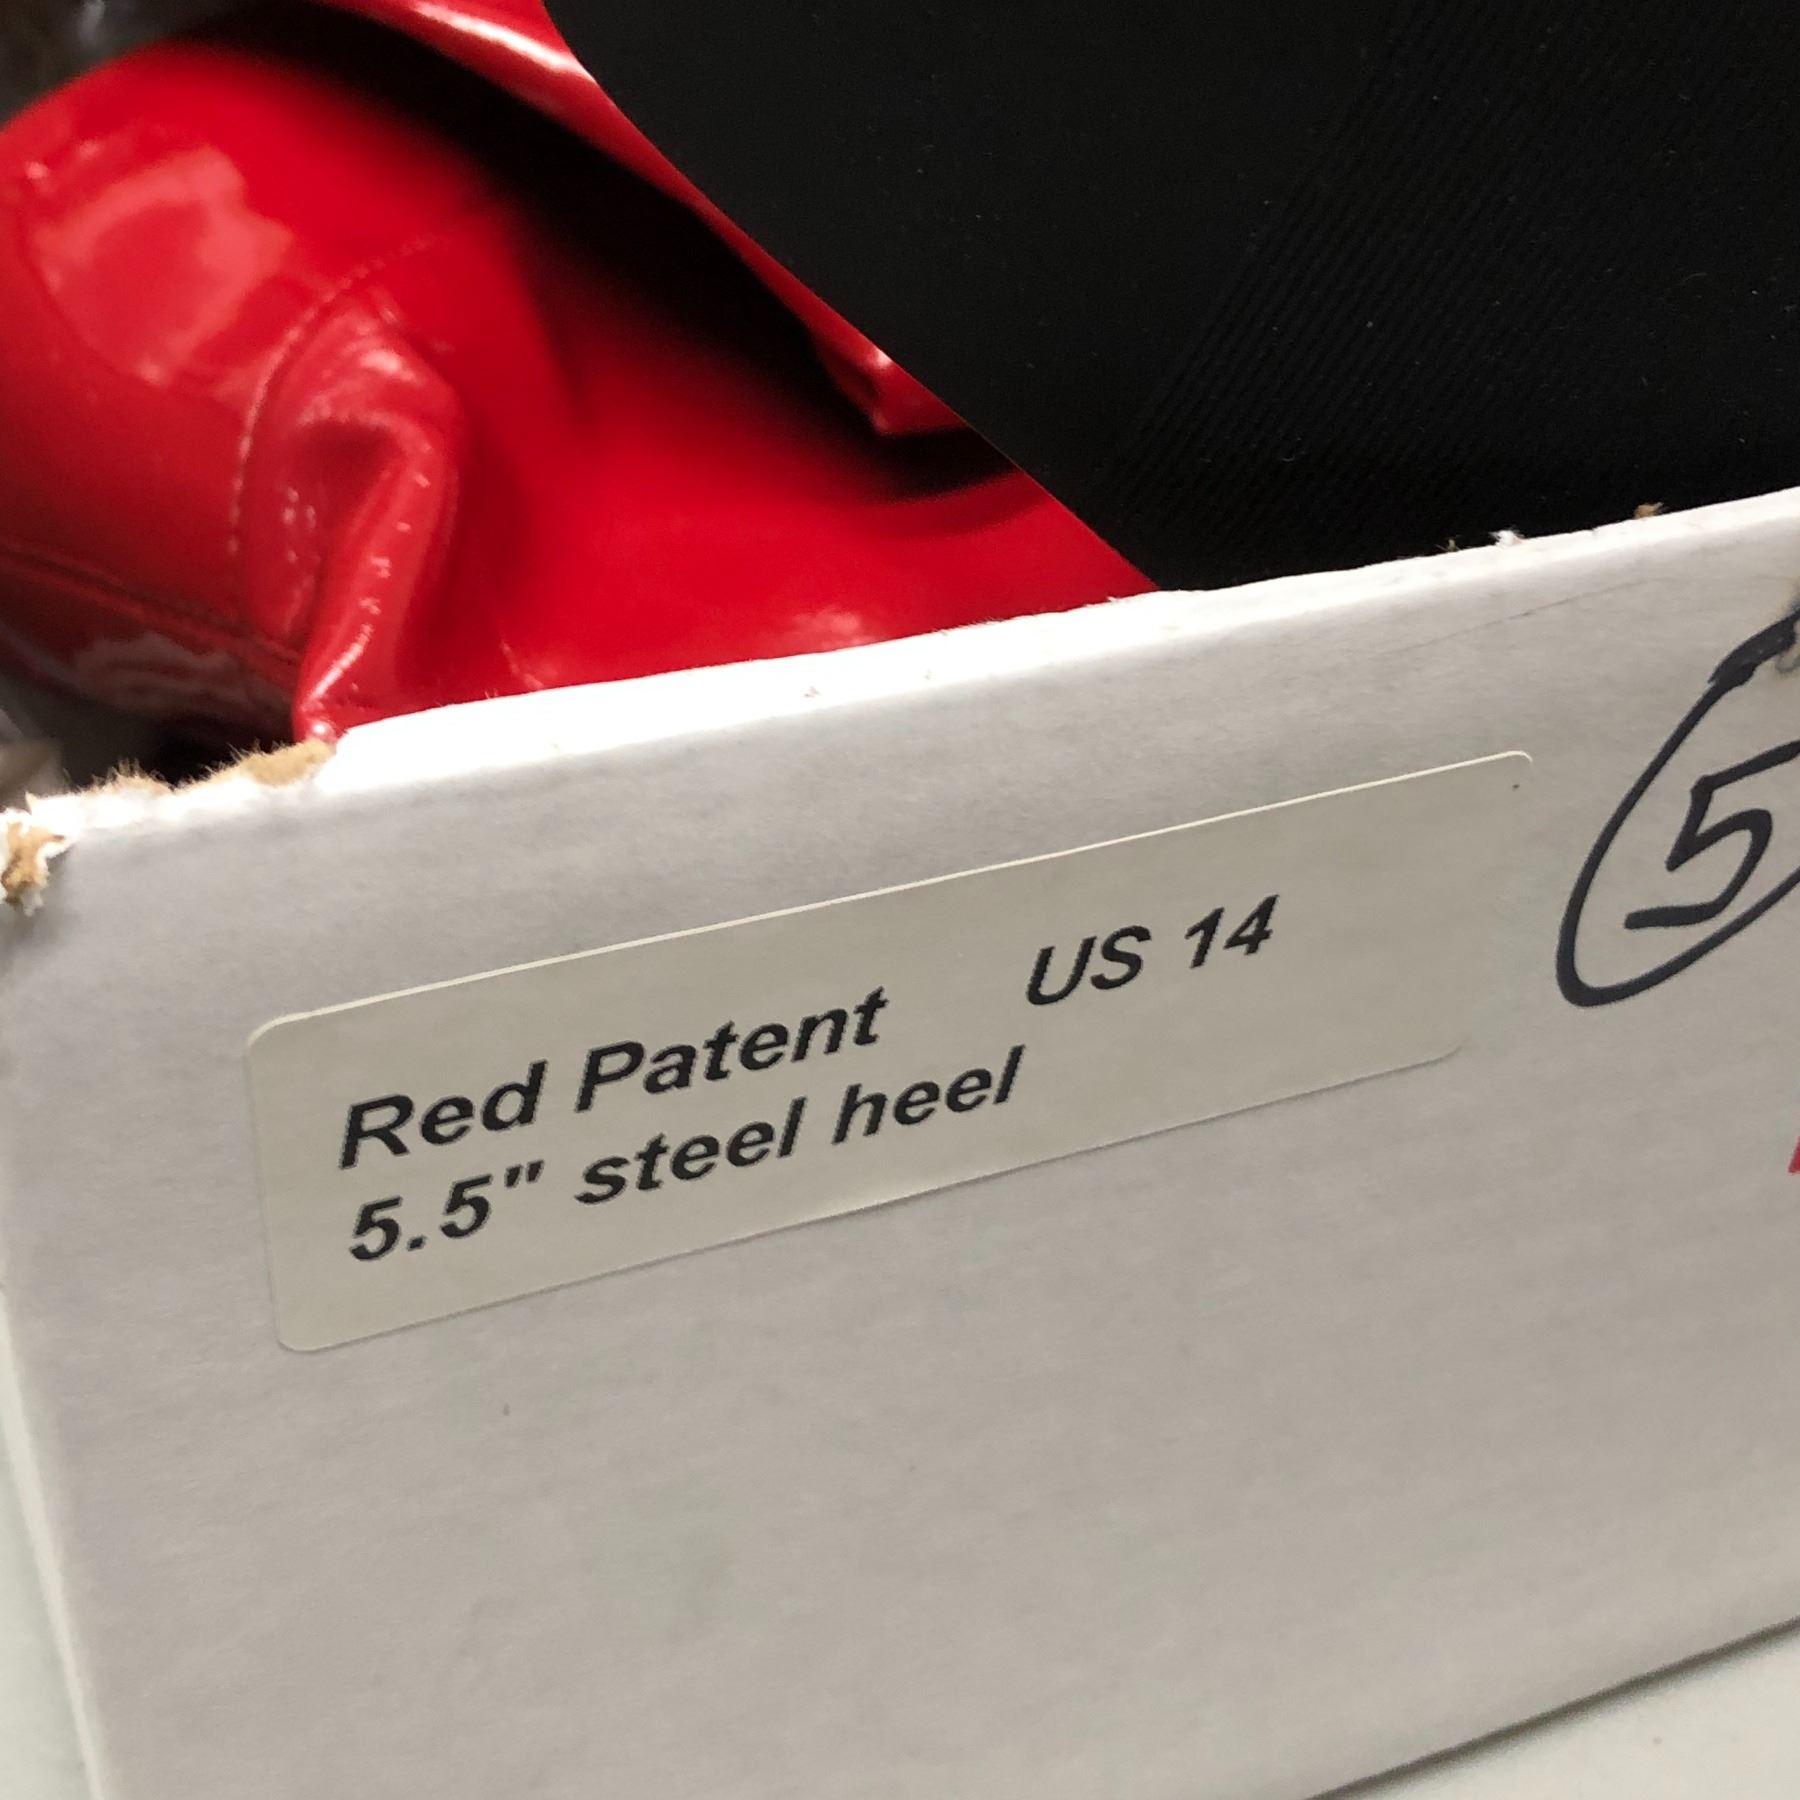 Red Patent US 14
5.5" steel heel
5